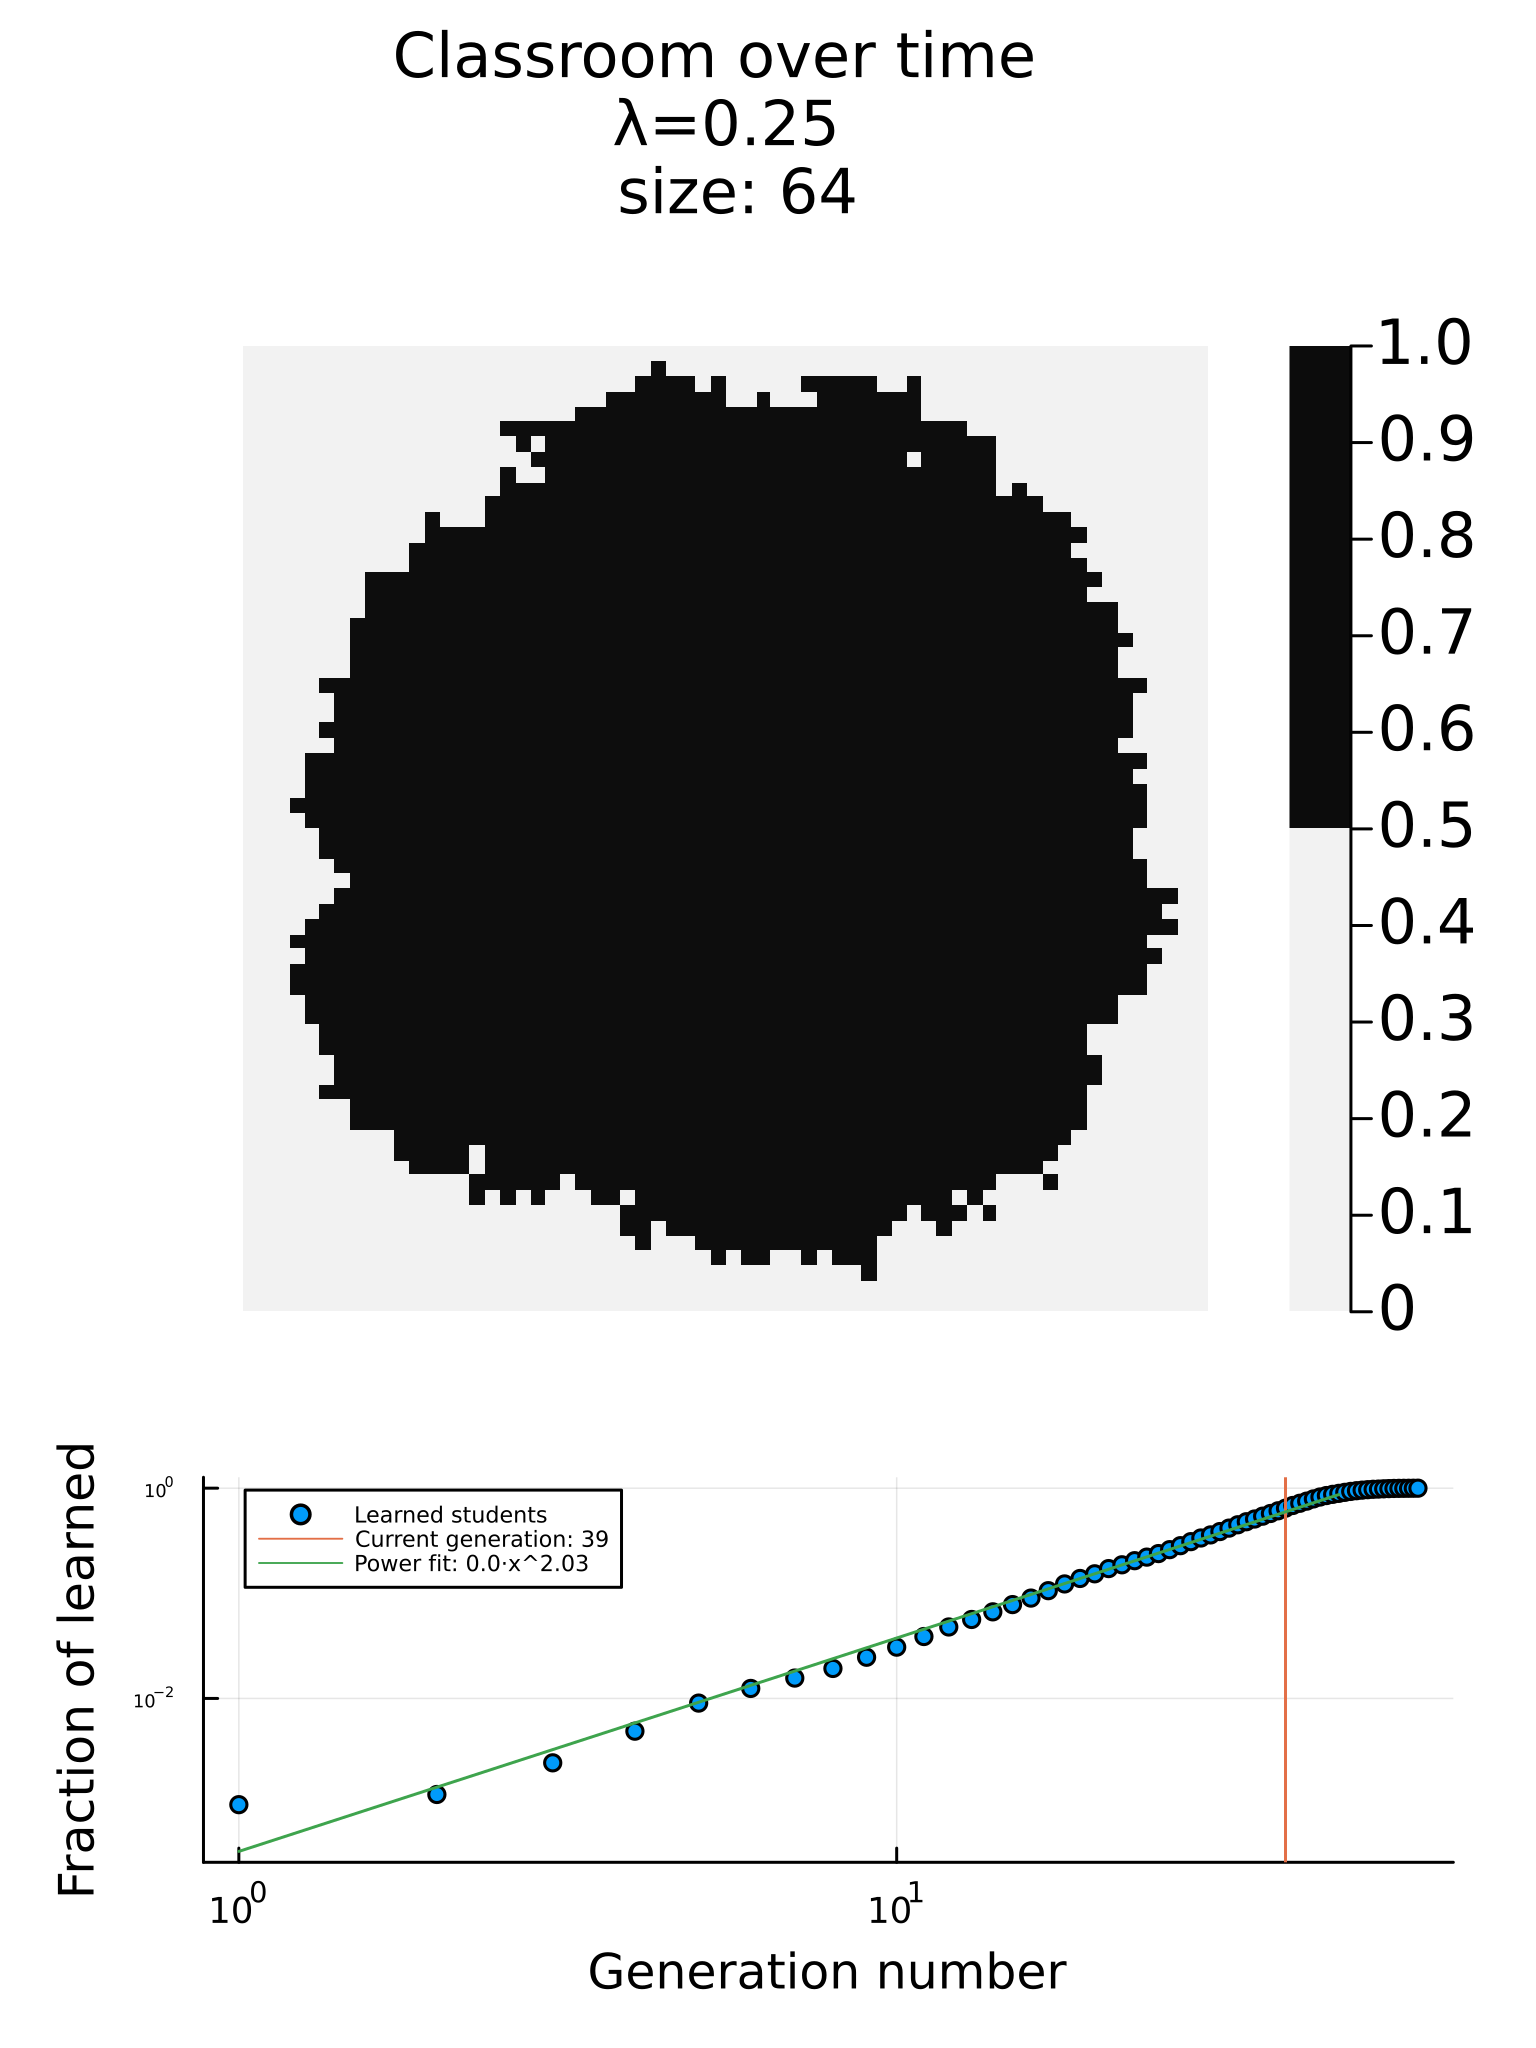 Classroom over time
λ=0.25
size: 64
1.0
0.9
0.8
0.7
0.6
0.5
0.4
0.3
0.2
0.1
0
Fraction of learned
10^0
10^−2
Learned students
Current generation: 39
Power fit: 0.0·x^2.03
10^0
10^1
Generation number